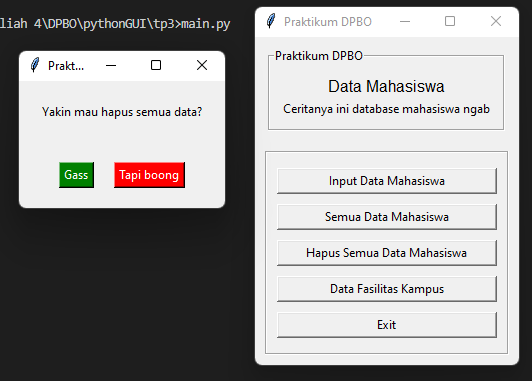 liah 4\DPBO\pythonGUI\tp3>main.py
Prakt...
Yakin mau hapus semua data?
Gass
Tapi boong
Praktikum DPBO
Praktikum DPBO
Data Mahasiswa
Ceritanya ini database mahasiswa ngab
Input Data Mahasiswa
Semua Data Mahasiswa
Hapus Semua Data Mahasiswa
Data Fasilitas Kampus
Exit